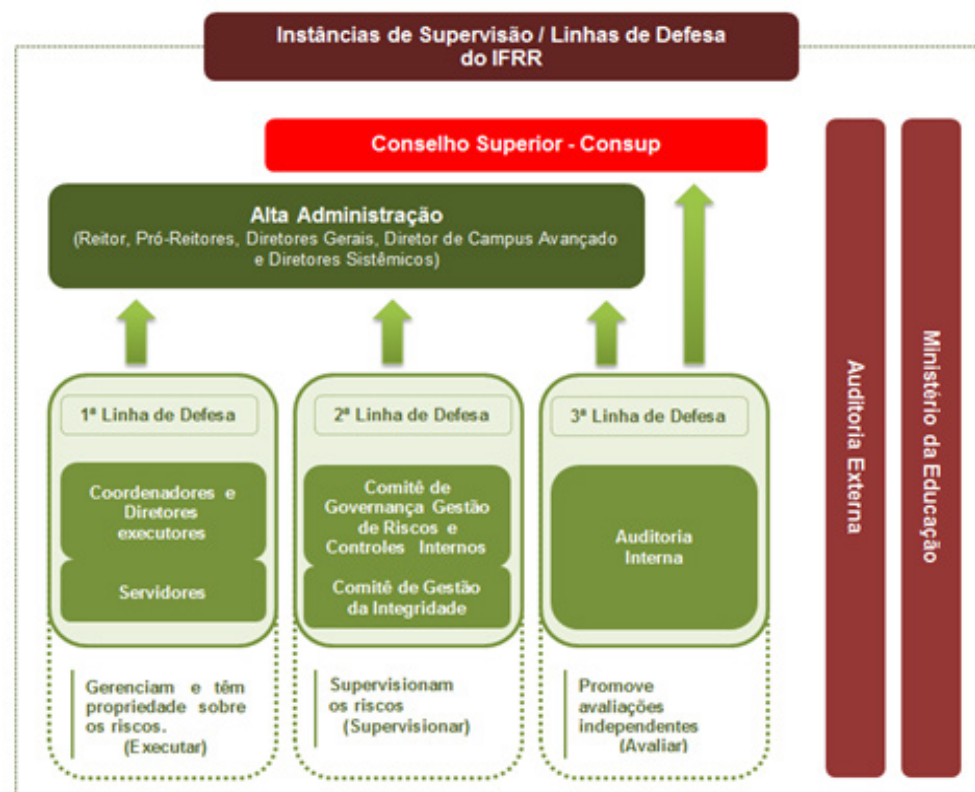 Instâncias de Supervisão / Linhas de Defesa
do IFRR
Conselho Superior - Consup
Alta Administração
(Reitor, Pró-Reitores, Diretores Gerais, Diretor de Campus Avançado
e Diretores Sistêmicos)
1ª Linha de Defesa
Coordenadores e
Diretores
executores
Servidores
Gerenciam e têm
propriedade sobre
os riscos.
(Executar)
2ª Linha de Defesa
Comitê de
Governança Gestão
de Riscos e
Controles Internos
Comitê de Gestão
da Integridade
Supervisionam
os riscos
(Supervisionar)
3ª Linha de Defesa
Auditoria
Interna
Promove
avaliações
independentes
(Avaliar)
Auditoria Externa
Ministério da Educação